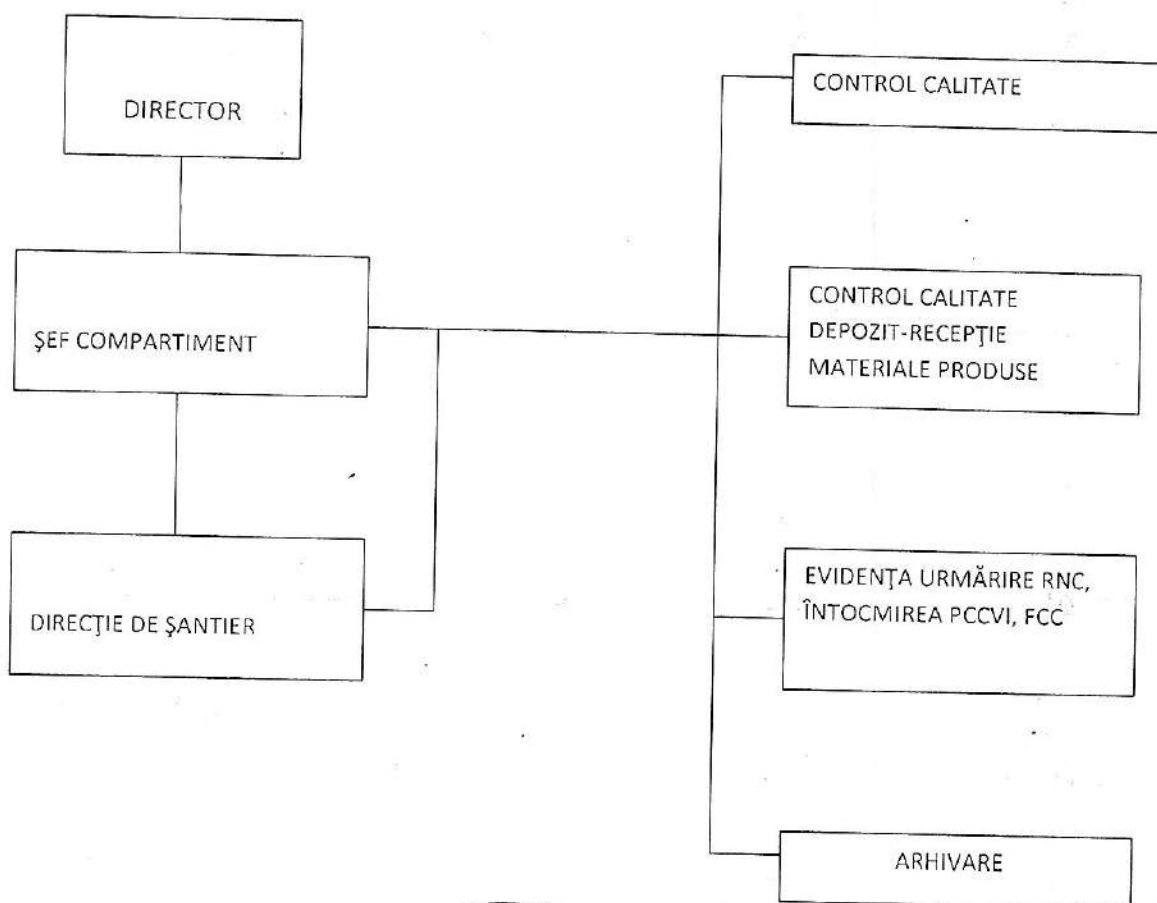 DIRECTOR
ŞEF COMPARTIMENT
DIRECŢIE DE ŞANTIER
CONTROL CALITATE
CONTROL CALITATE
DEPOZIT-RECEPŢIE
MATERIALE PRODUSE
EVIDENŢA URMĂRIRE RNC,
ÎNTOCMIREA PCCVI, FCC
ARHIVARE